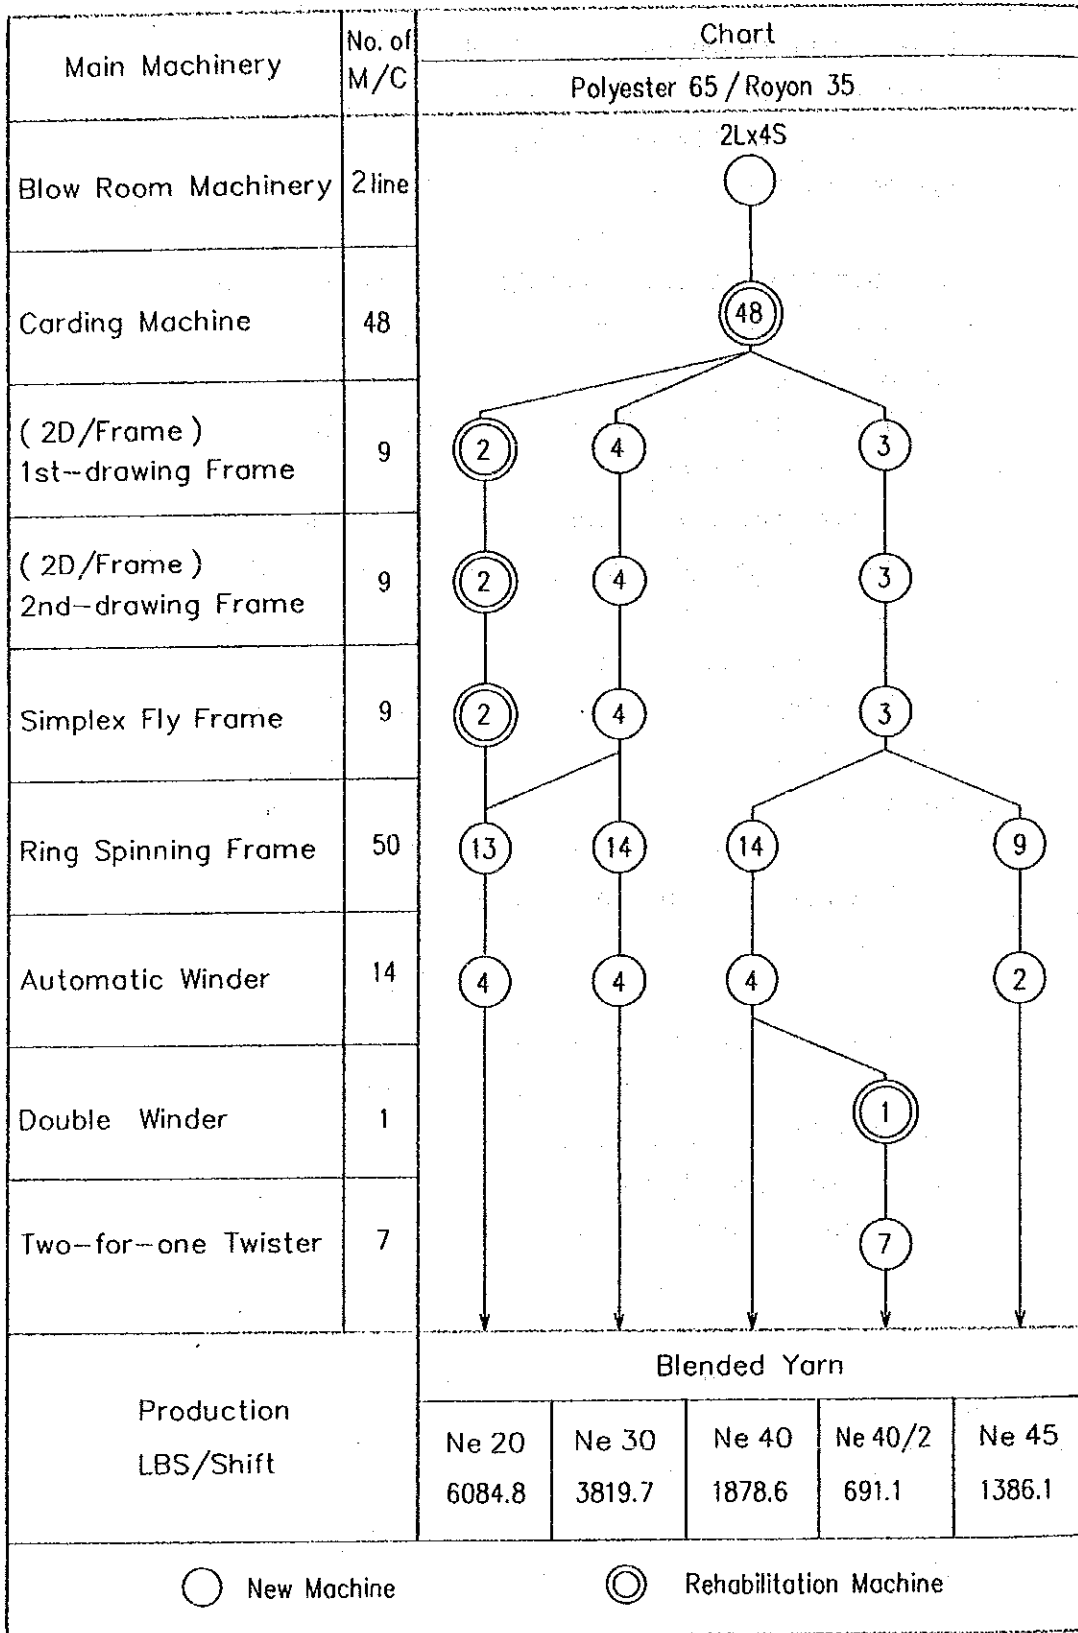 Main Machinery
No. of
M/C
Chart
Polyester 65 / Royon 35
2Lx4S
Blow Room Machinery
2 line
Carding Machine
48
48
( 2D/Frame )
1st-drawing Frame
9
2
4
3
( 2D/Frame )
2nd-drawing Frame
9
2
4
3
Simplex Fly Frame
9
2
4
3
Ring Spinning Frame
50
13
14
14
9
Automatic Winder
14
4
4
4
2
Double Winder
1
1
Two-for-one Twister
7
7
Production
LBS/Shift
Blended Yarn
Ne 20
Ne 30
Ne 40
Ne 40/2
Ne 45
6084.8
3819.7
1878.6
691.1
1386.1
New Machine
Rehabilitation Machine